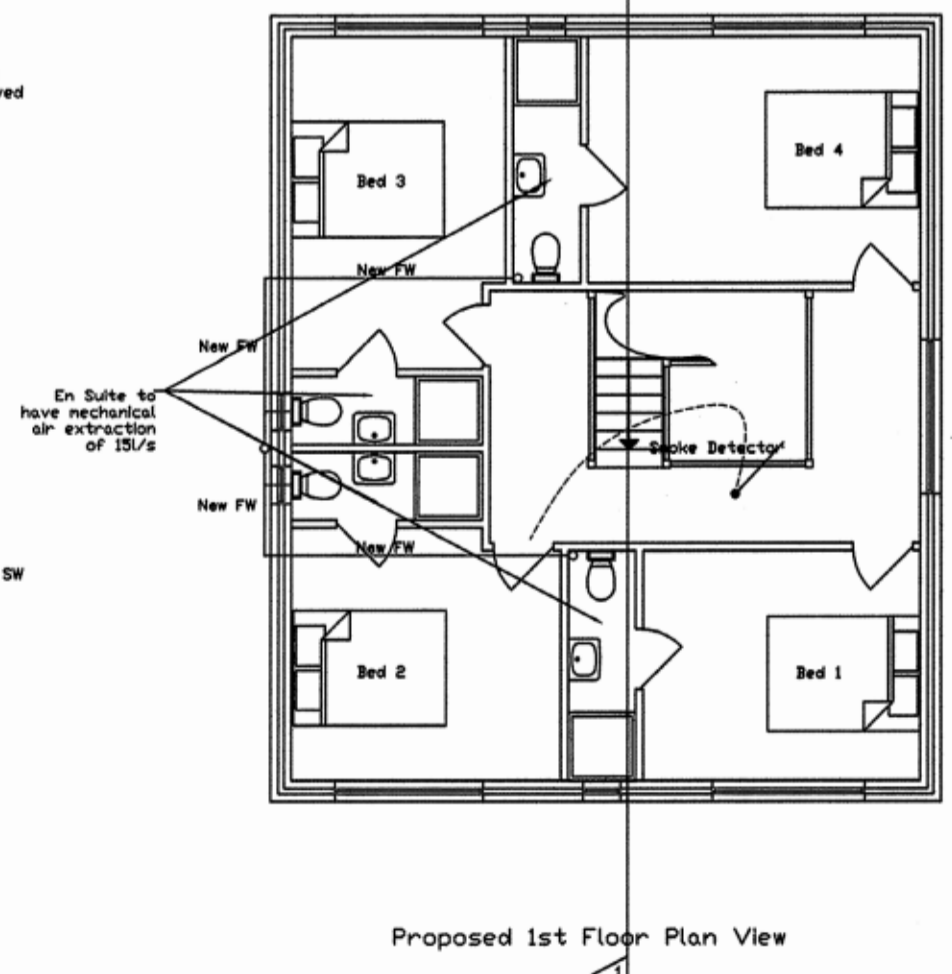 Bed 4
Bed 3
New FW
New FW
En Suite to
have mechanical
air extraction
of 15l/s
Smoke Detector
New FW
New FW
SW
Bed 2
Bed 1
Proposed 1st Floor Plan View
1